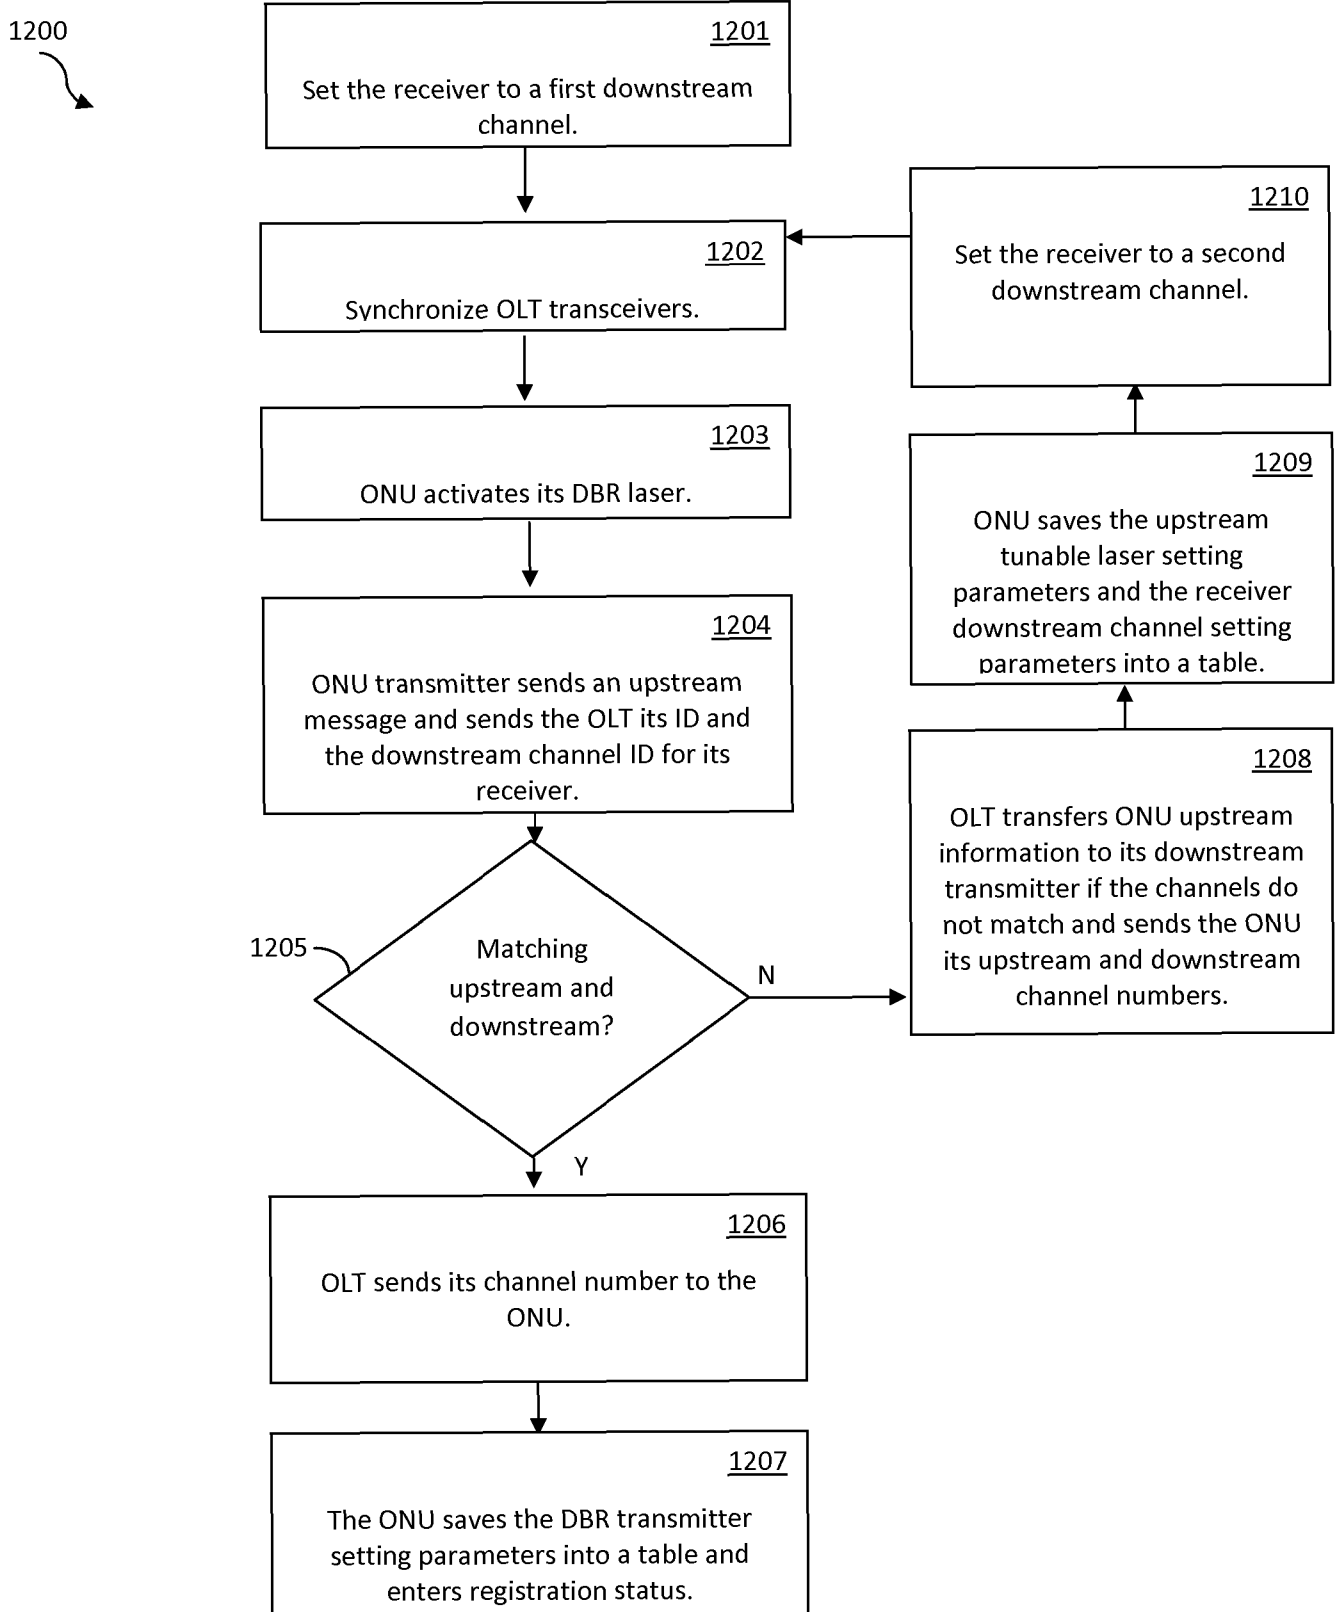 1200
1201
Set the receiver to a first downstream
channel.
1202
Synchronize OLT transceivers.
1203
ONU activates its DBR laser.
1204
ONU transmitter sends an upstream
message and sends the OLT its ID and
the downstream channel ID for its
receiver.
1205
Matching
upstream and
downstream?
N
Y
1206
OLT sends its channel number to the
ONU.
1207
The ONU saves the DBR transmitter
setting parameters into a table and
enters registration status.
1208
OLT transfers ONU upstream
information to its downstream
transmitter if the channels do
not match and sends the ONU
its upstream and downstream
channel numbers.
1209
ONU saves the upstream
tunable laser setting
parameters and the receiver
downstream channel setting
parameters into a table.
1210
Set the receiver to a second
downstream channel.